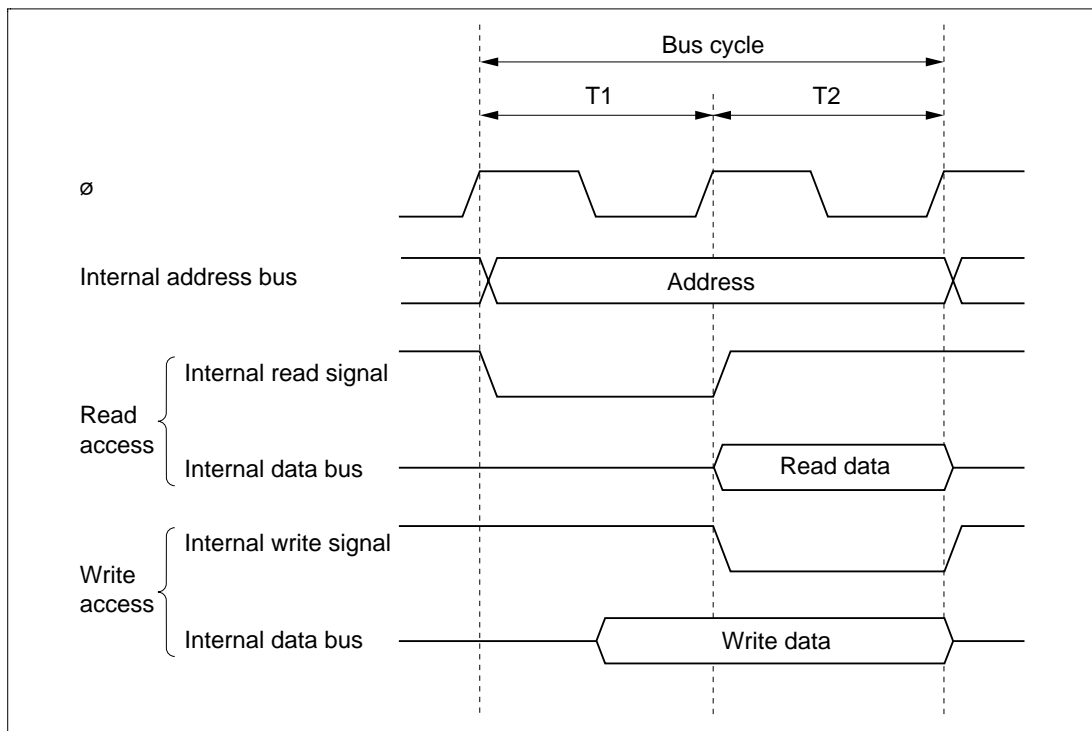 Bus cycle
T1
T2
ø
Internal address bus
Address
Read
access
Internal read signal
Internal data bus
Read data
Write
access
Internal write signal
Internal data bus
Write data